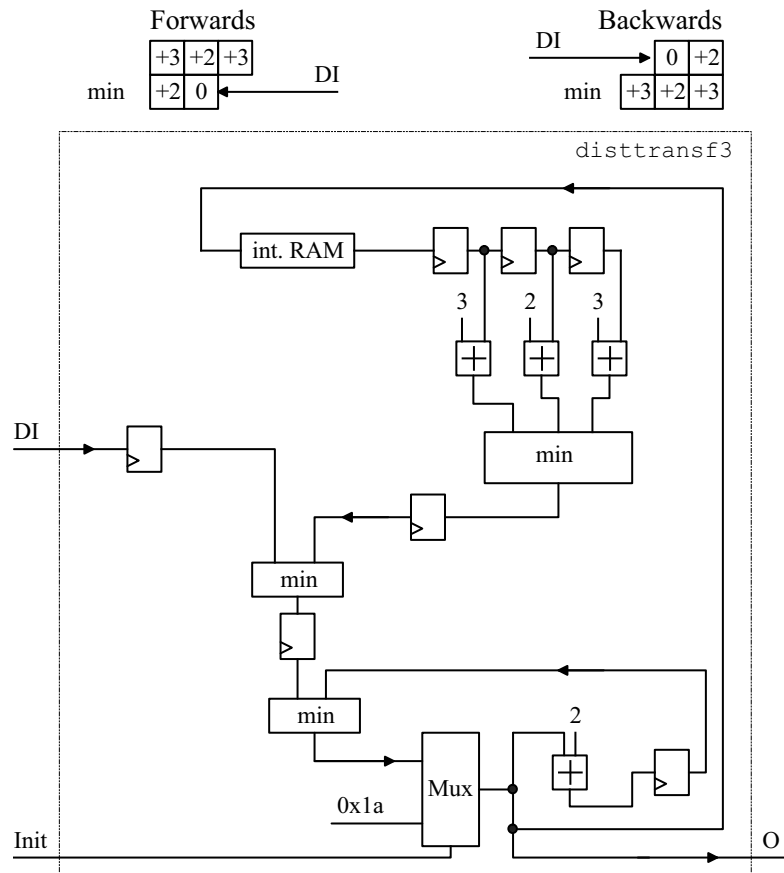 Forwards
Backwards
+3 +2 +3
DI
0 +2
min +2 0
DI
min +3 +2 +3
disttransf3
int. RAM
3 2 3
+ + +
DI
min
min
min
2
+
Mux
0x1a
Init
O